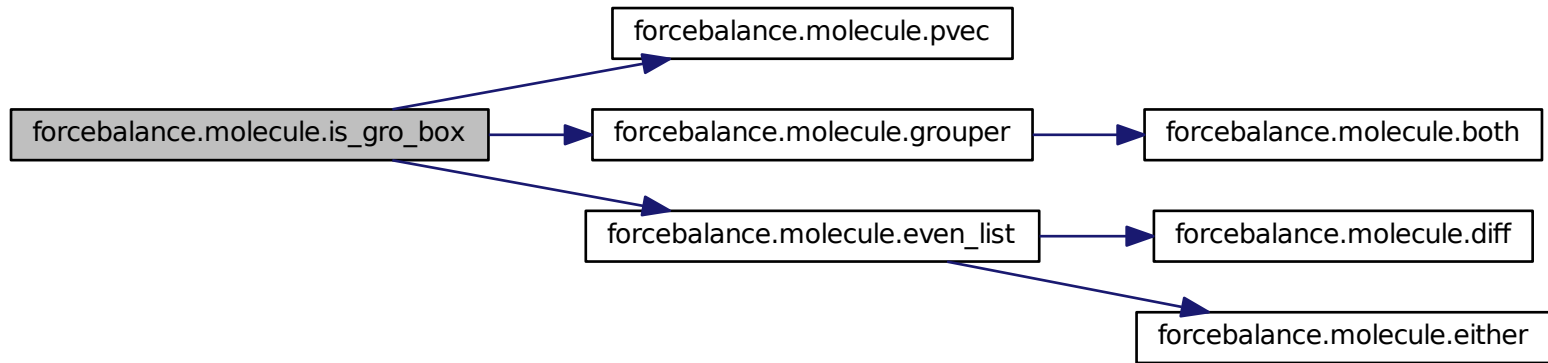 forcebalance.molecule.pvec
forcebalance.molecule.is_gro_box
forcebalance.molecule.grouper
forcebalance.molecule.both
forcebalance.molecule.even_list
forcebalance.molecule.diff
forcebalance.molecule.either